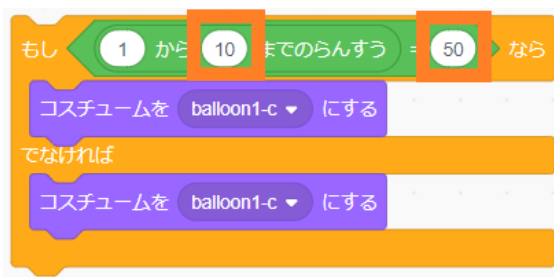 もし 1 から 10 までのらんすう = 50 なら
コスチュームを balloon1-c にする
でなければ
コスチュームを balloon1-c にする